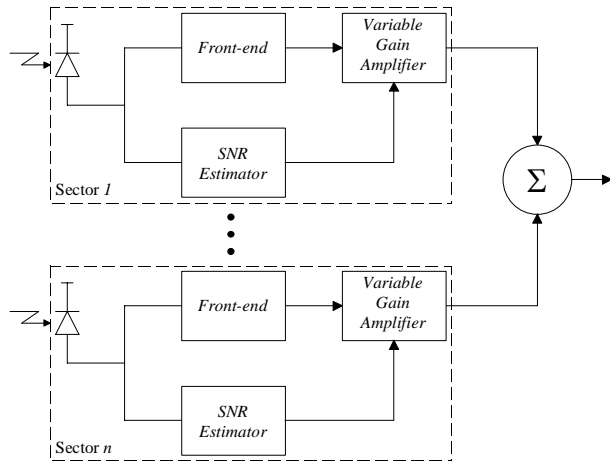 Front-end
Variable
Gain
Amplifier
SNR
Estimator
Sector 1
Σ
Front-end
Variable
Gain
Amplifier
SNR
Estimator
Sector n